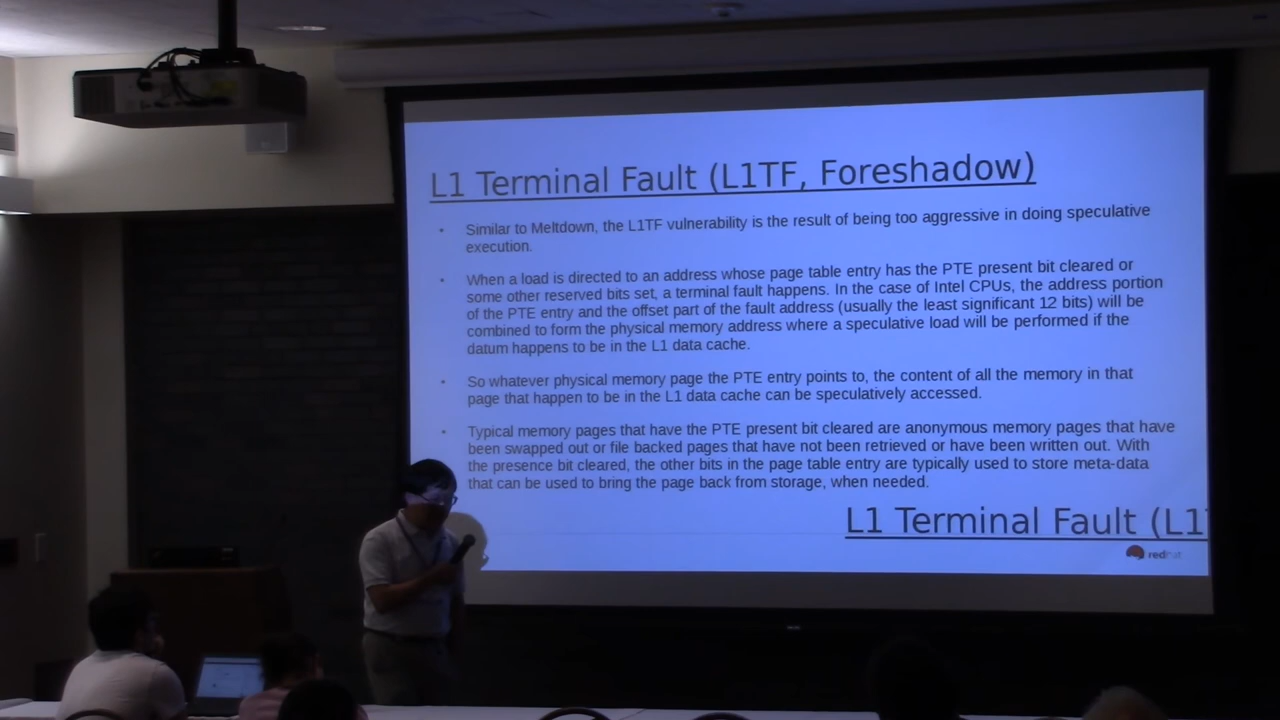 L1 Terminal Fault (L1TF, Foreshadow)
• Similar to Meltdown, the L1TF vulnerability is the result of being too aggressive in doing speculative
execution.
• When a load is directed to an address whose page table entry has the PTE present bit cleared or
some other reserved bits set, a terminal fault happens. In the case of Intel CPUs, the address portion
of the PTE entry and the offset part of the fault address (usually the least significant 12 bits) will be
combined to form the physical memory address where a speculative load will be performed if the
datum happens to be in the L1 data cache.
• So whatever physical memory page the PTE entry points to, the content of all the memory in that
page that happen to be in the L1 data cache can be speculatively accessed.
• Typical memory pages that have the PTE present bit cleared are anonymous memory pages that have
been swapped out or file backed pages that have not been retrieved or have been written out. With
the presence bit cleared, the other bits in the page table entry are typically used to store meta-data
that can be used to bring the page back from storage, when needed.
L1 Terminal Fault (L1
redhat